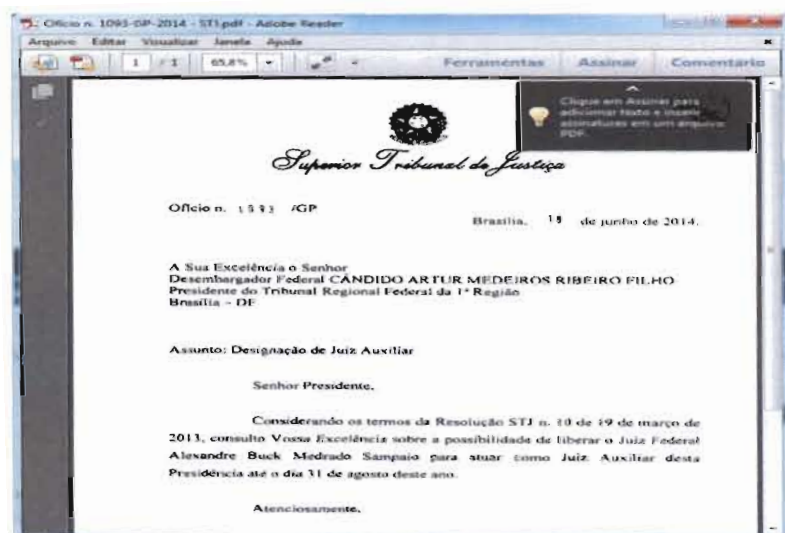 Oficio n. 1093-GP-2014 - STJ.pdf - Adobe Reader
Arquivo Editar Visualizar Janela Ajuda
1 / 1 65,8% Ferramentas Assinar Comentário
Clique em Assinar para
adicionar texto e inserir
assinaturas em um arquivo
PDF.
Superior Tribunal de Justiça
Ofício n. 1093 /GP
Brasília, 18 de junho de 2014.
A Sua Excelência o Senhor
Desembargador Federal CÂNDIDO ARTUR MEDEIROS RIBEIRO FILHO
Presidente do Tribunal Regional Federal da 1ª Região
Brasília – DF
Assunto: Designação de Juiz Auxiliar
Senhor Presidente,
Considerando os termos da Resolução STJ n. 10 de 19 de março de
2013, consulto Vossa Excelência sobre a possibilidade de liberar o Juiz Federal
Alexandre Buck Medrado Sampaio para atuar como Juiz Auxiliar desta
Presidência até o dia 31 de agosto deste ano.
Atenciosamente,